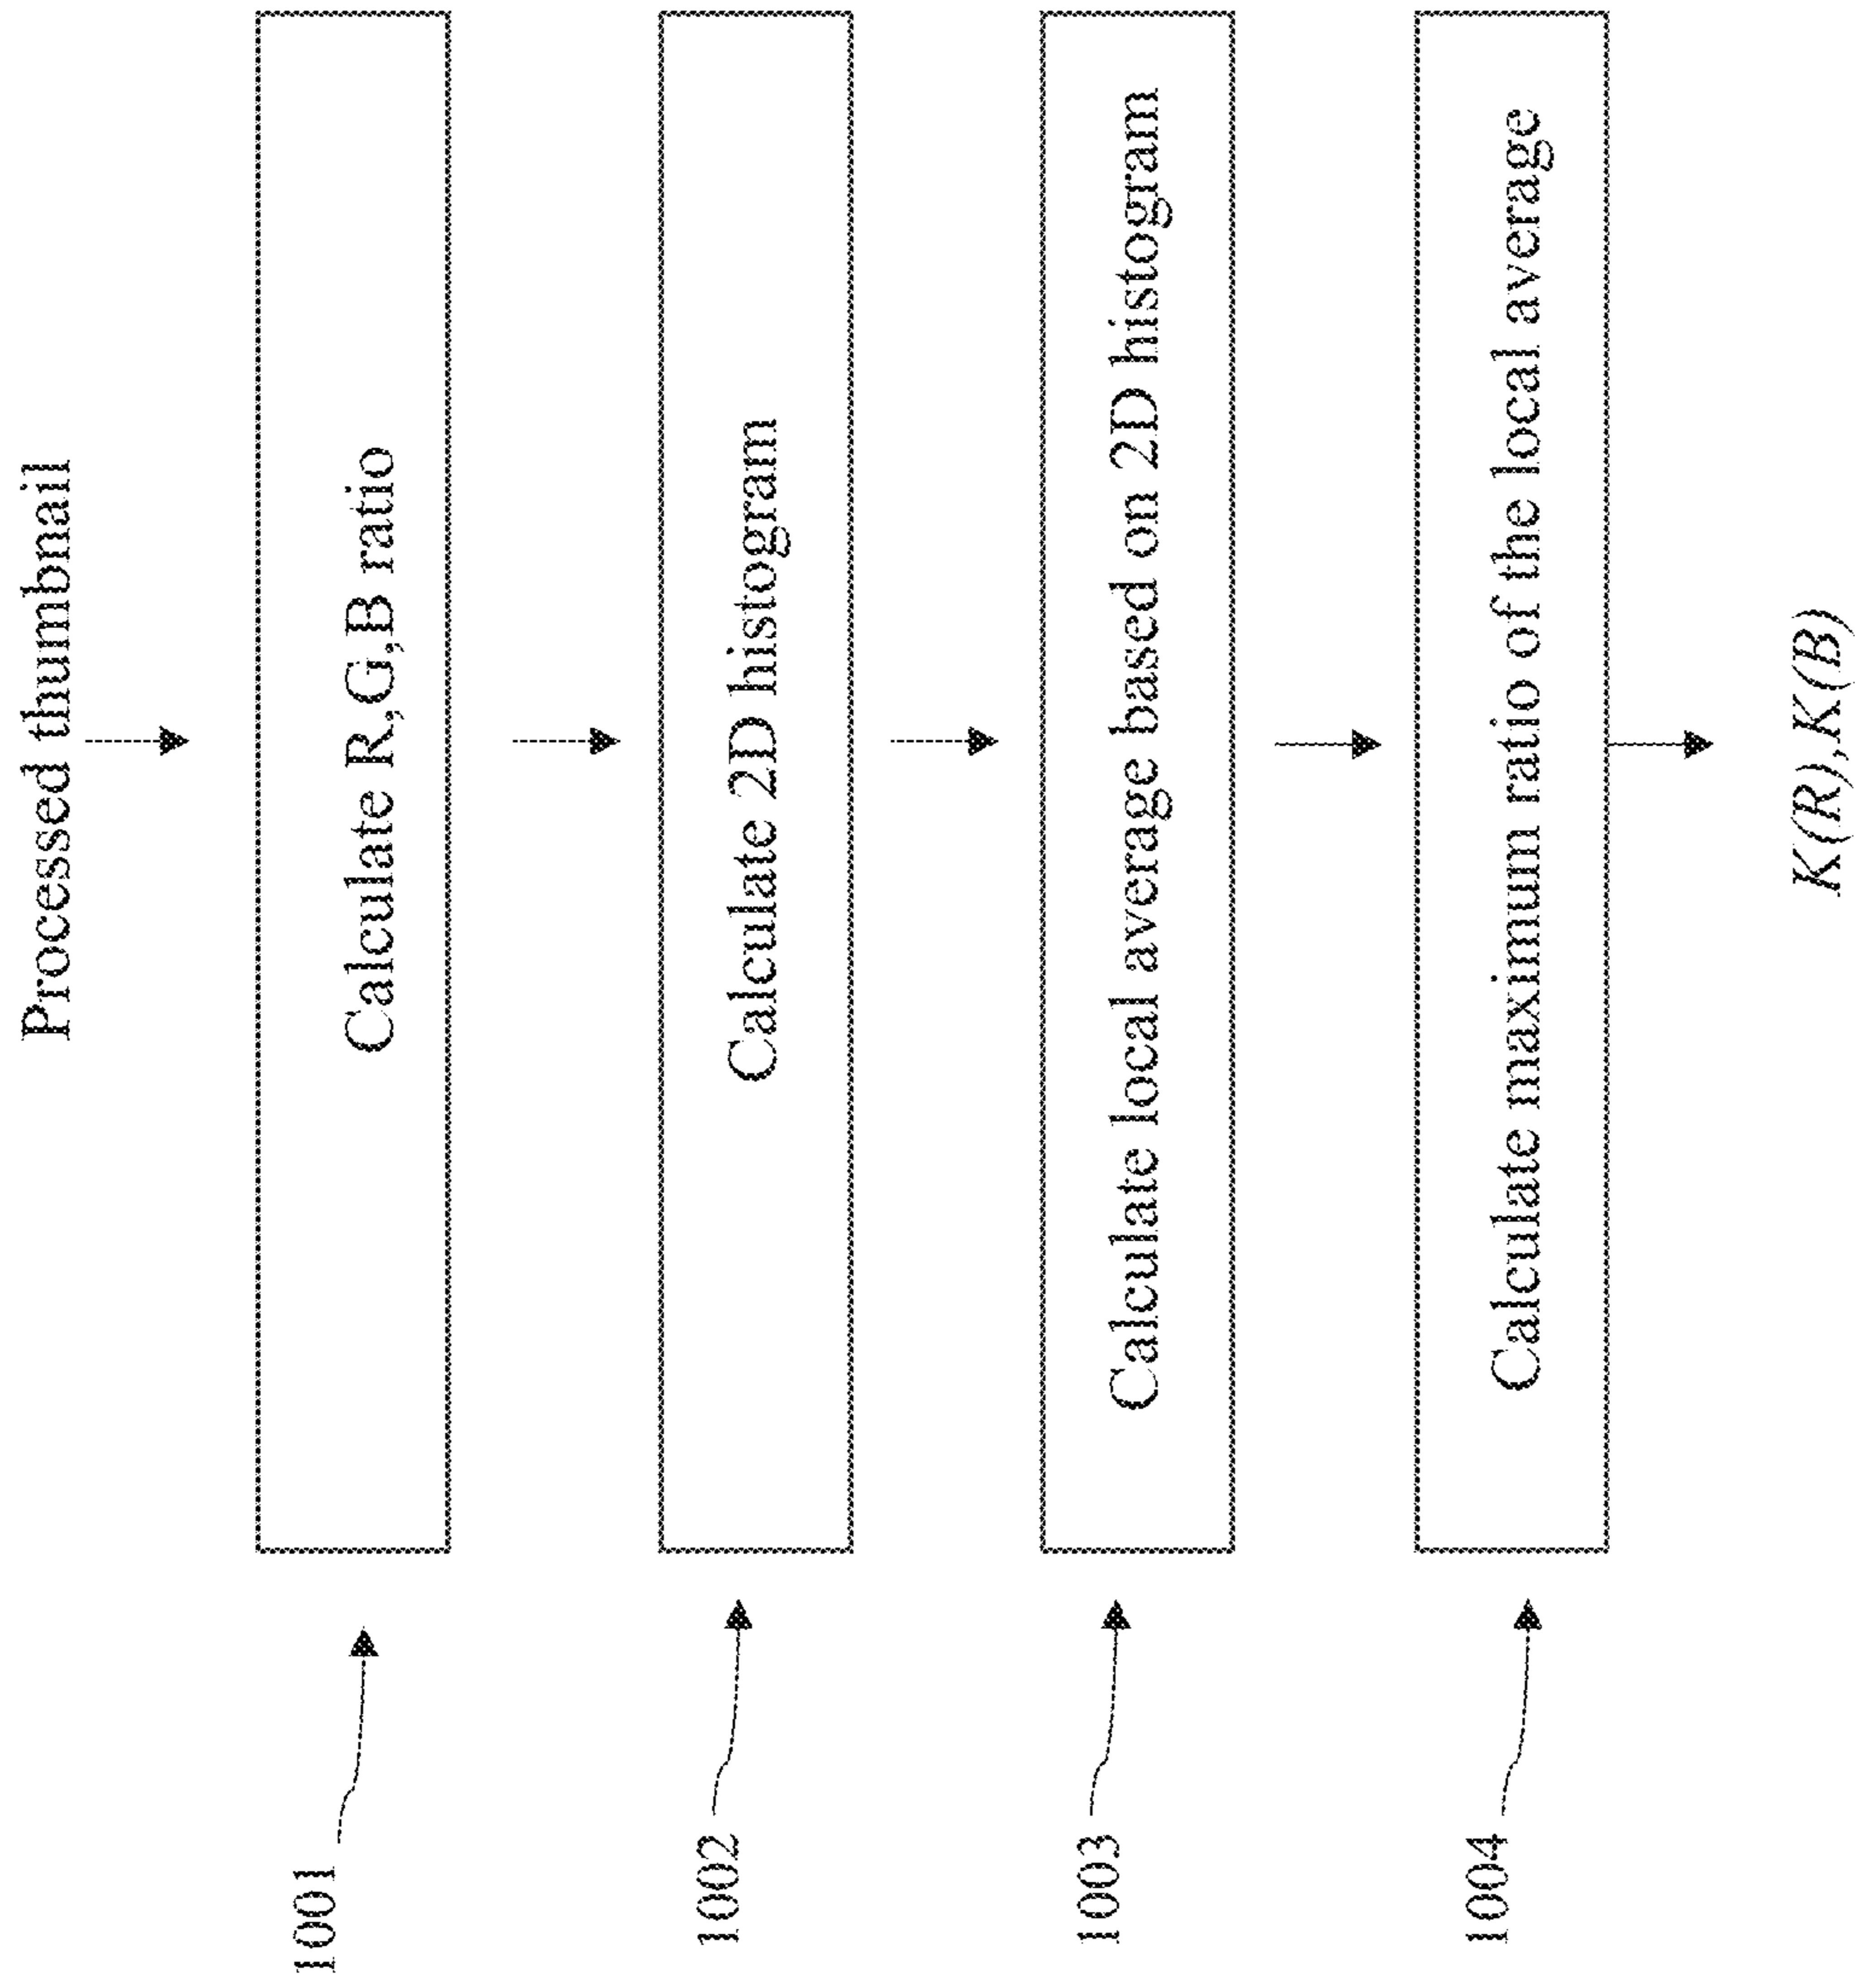 Processed thumbnail
1001
Calculate R,G,B ratio
1002
Calculate 2D histogram
1003
Calculate local average based on 2D histogram
1004
Calculate maximum ratio of the local average
K(R),K(B)